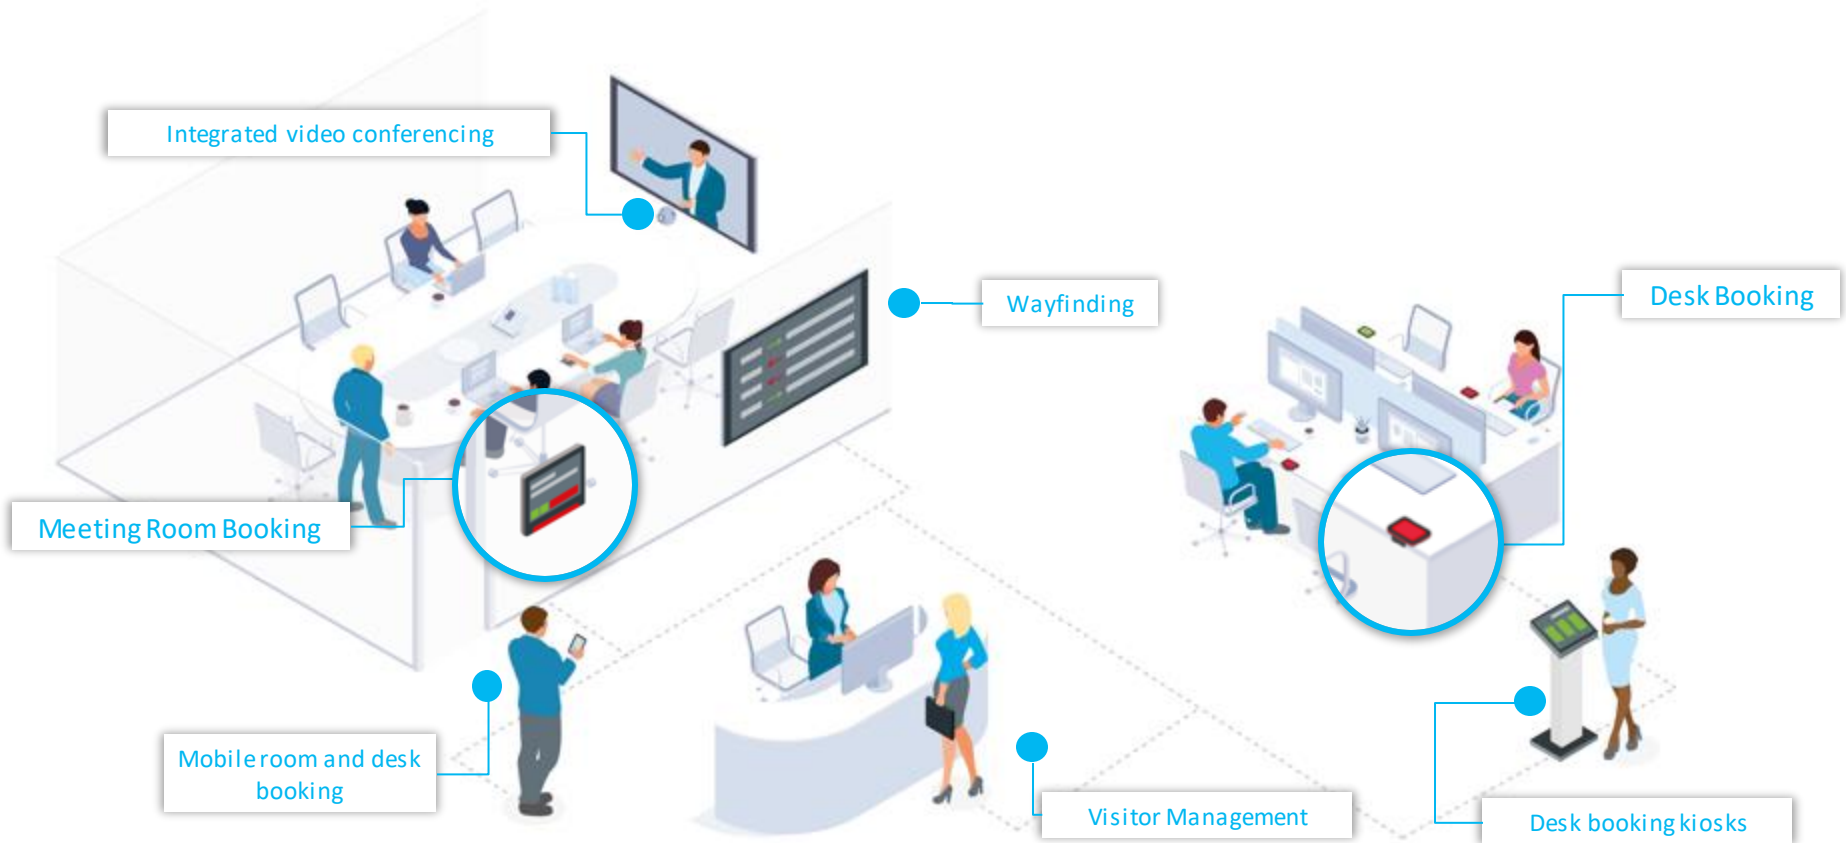 Integrated video conferencing
Wayfinding
Desk Booking
Meeting Room Booking
Mobile room and desk
booking
Visitor Management
Desk booking kiosks